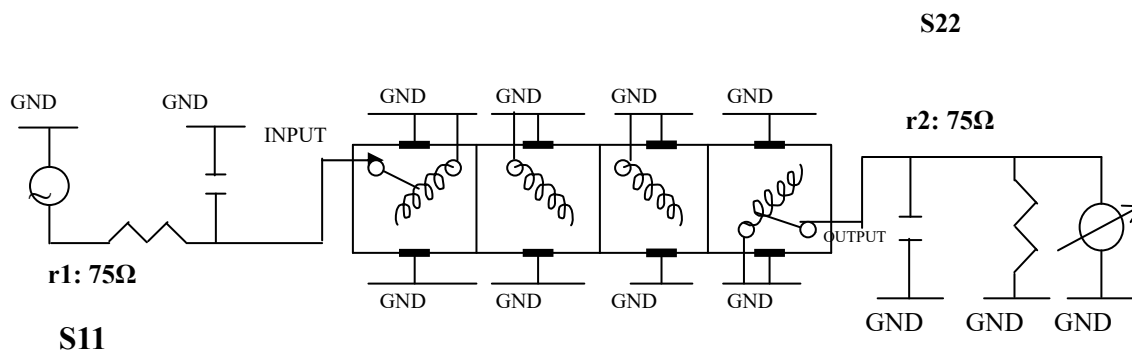 S22
GND
GND
GND
GND
GND
GND
INPUT
r2: 75Ω
OUTPUT
r1: 75Ω
GND
GND
GND
GND
GND
GND
GND
S11